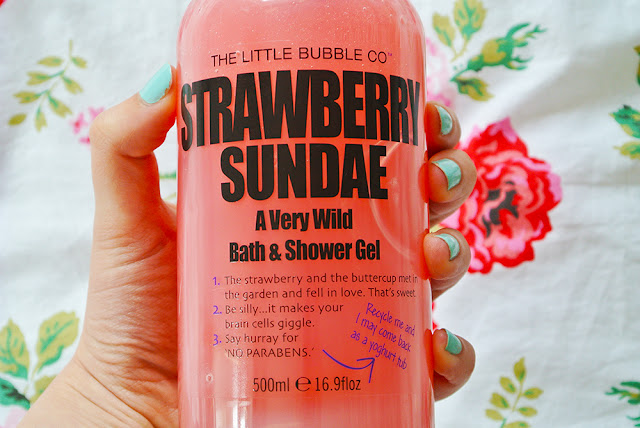 THE LITTLE BUBBLE CO™
STRAWBERRY
SUNDAE
A Very Wild
Bath & Shower Gel
1. The strawberry and the buttercup met in
the garden and fell in love. That's sweet.
2. Be silly...it makes your
brain cells giggle.
3. Say hurray for
'NO PARABENS.'
Recycle me and
I may come back
as a yoghurt tub
500ml ℮ 16.9floz